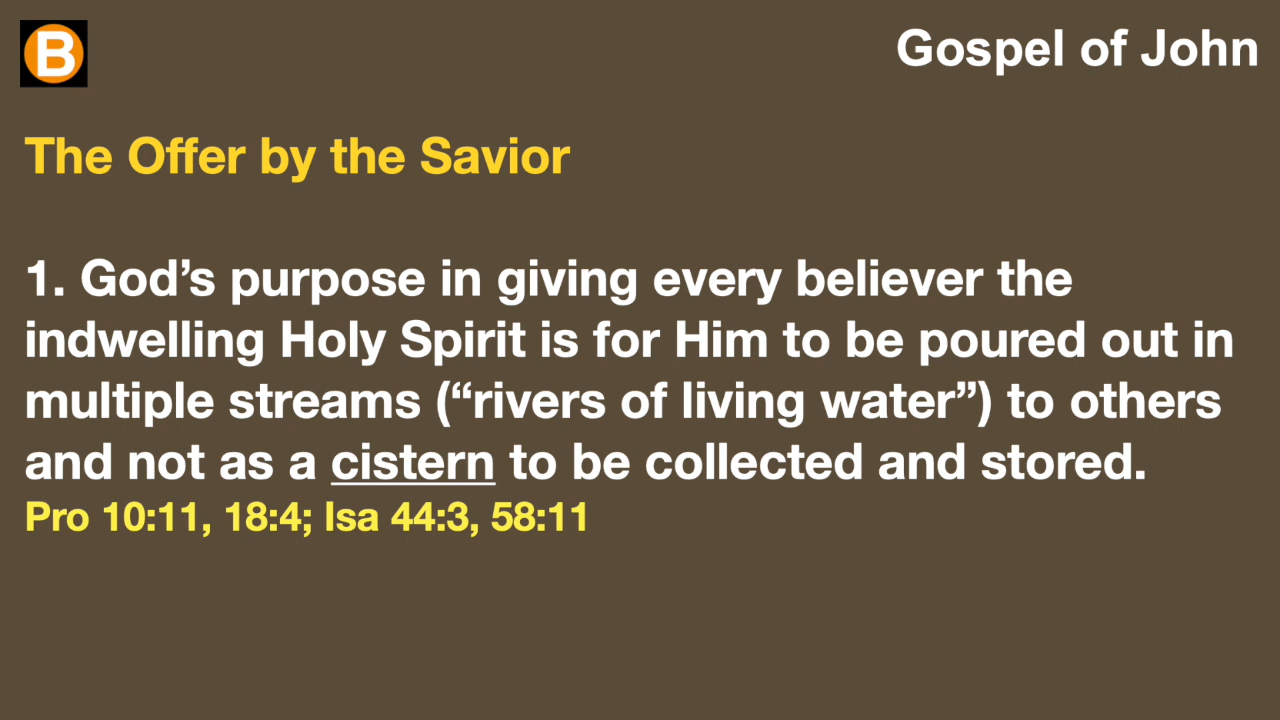 B
Gospel of John
The Offer by the Savior
1. God’s purpose in giving every believer the
indwelling Holy Spirit is for Him to be poured out in
multiple streams (“rivers of living water”) to others
and not as a cistern to be collected and stored.
Pro 10:11, 18:4; Isa 44:3, 58:11